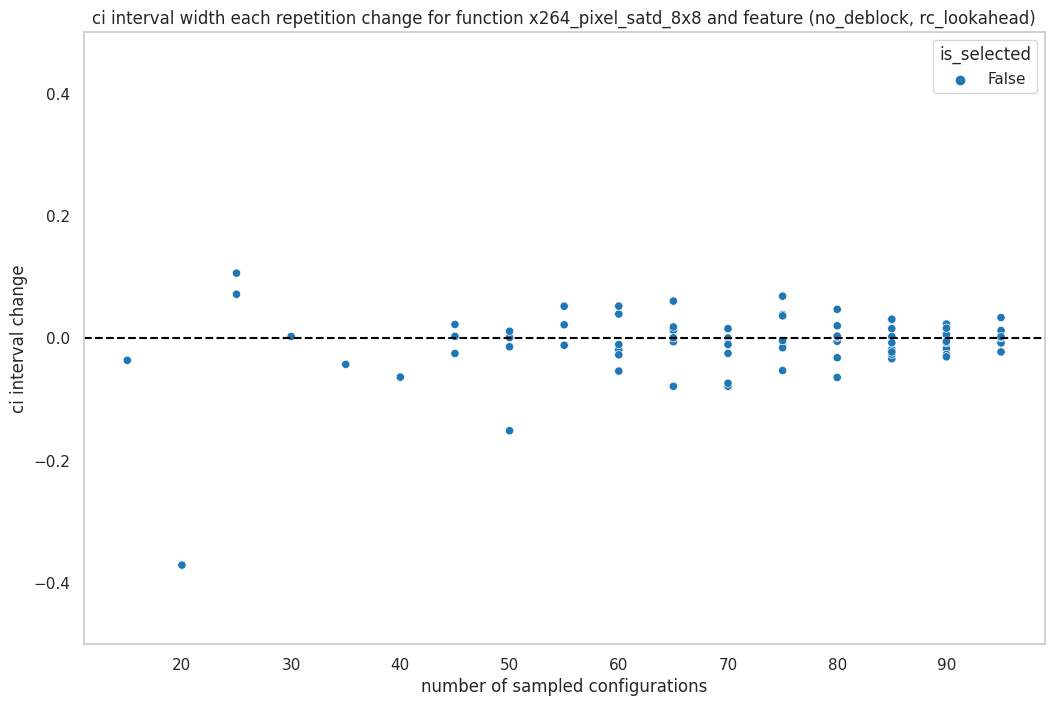 ci interval width each repetition change for function x264_pixel_satd_8x8 and feature (no_deblock, rc_lookahead)
is_selected
False
0.4
0.2
0.0
−0.2
−0.4
ci interval change
20 30 40 50 60 70 80 90
number of sampled configurations